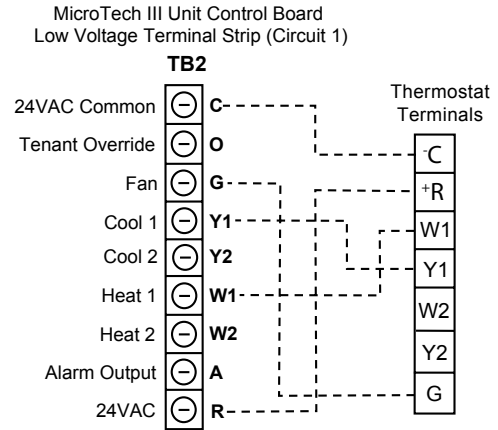 MicroTech III Unit Control Board
Low Voltage Terminal Strip (Circuit 1)
TB2
Thermostat
Terminals
24VAC Common C
Tenant Override O
Fan G
Cool 1 Y1
Cool 2 Y2
Heat 1 W1
Heat 2 W2
Alarm Output A
24VAC R
-C
+R
W1
Y1
W2
Y2
G